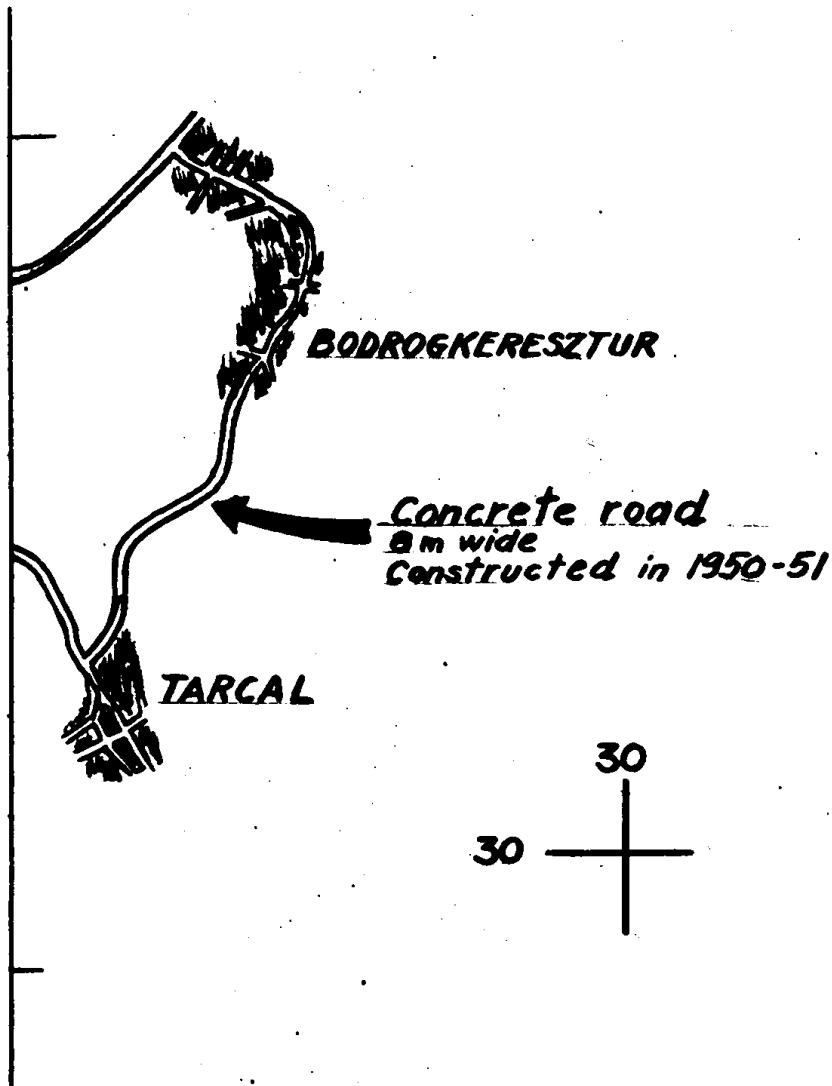 BODROGKERESZTUR
Concrete road
8 m wide
Constructed in 1950-51
TARCAL
30
30